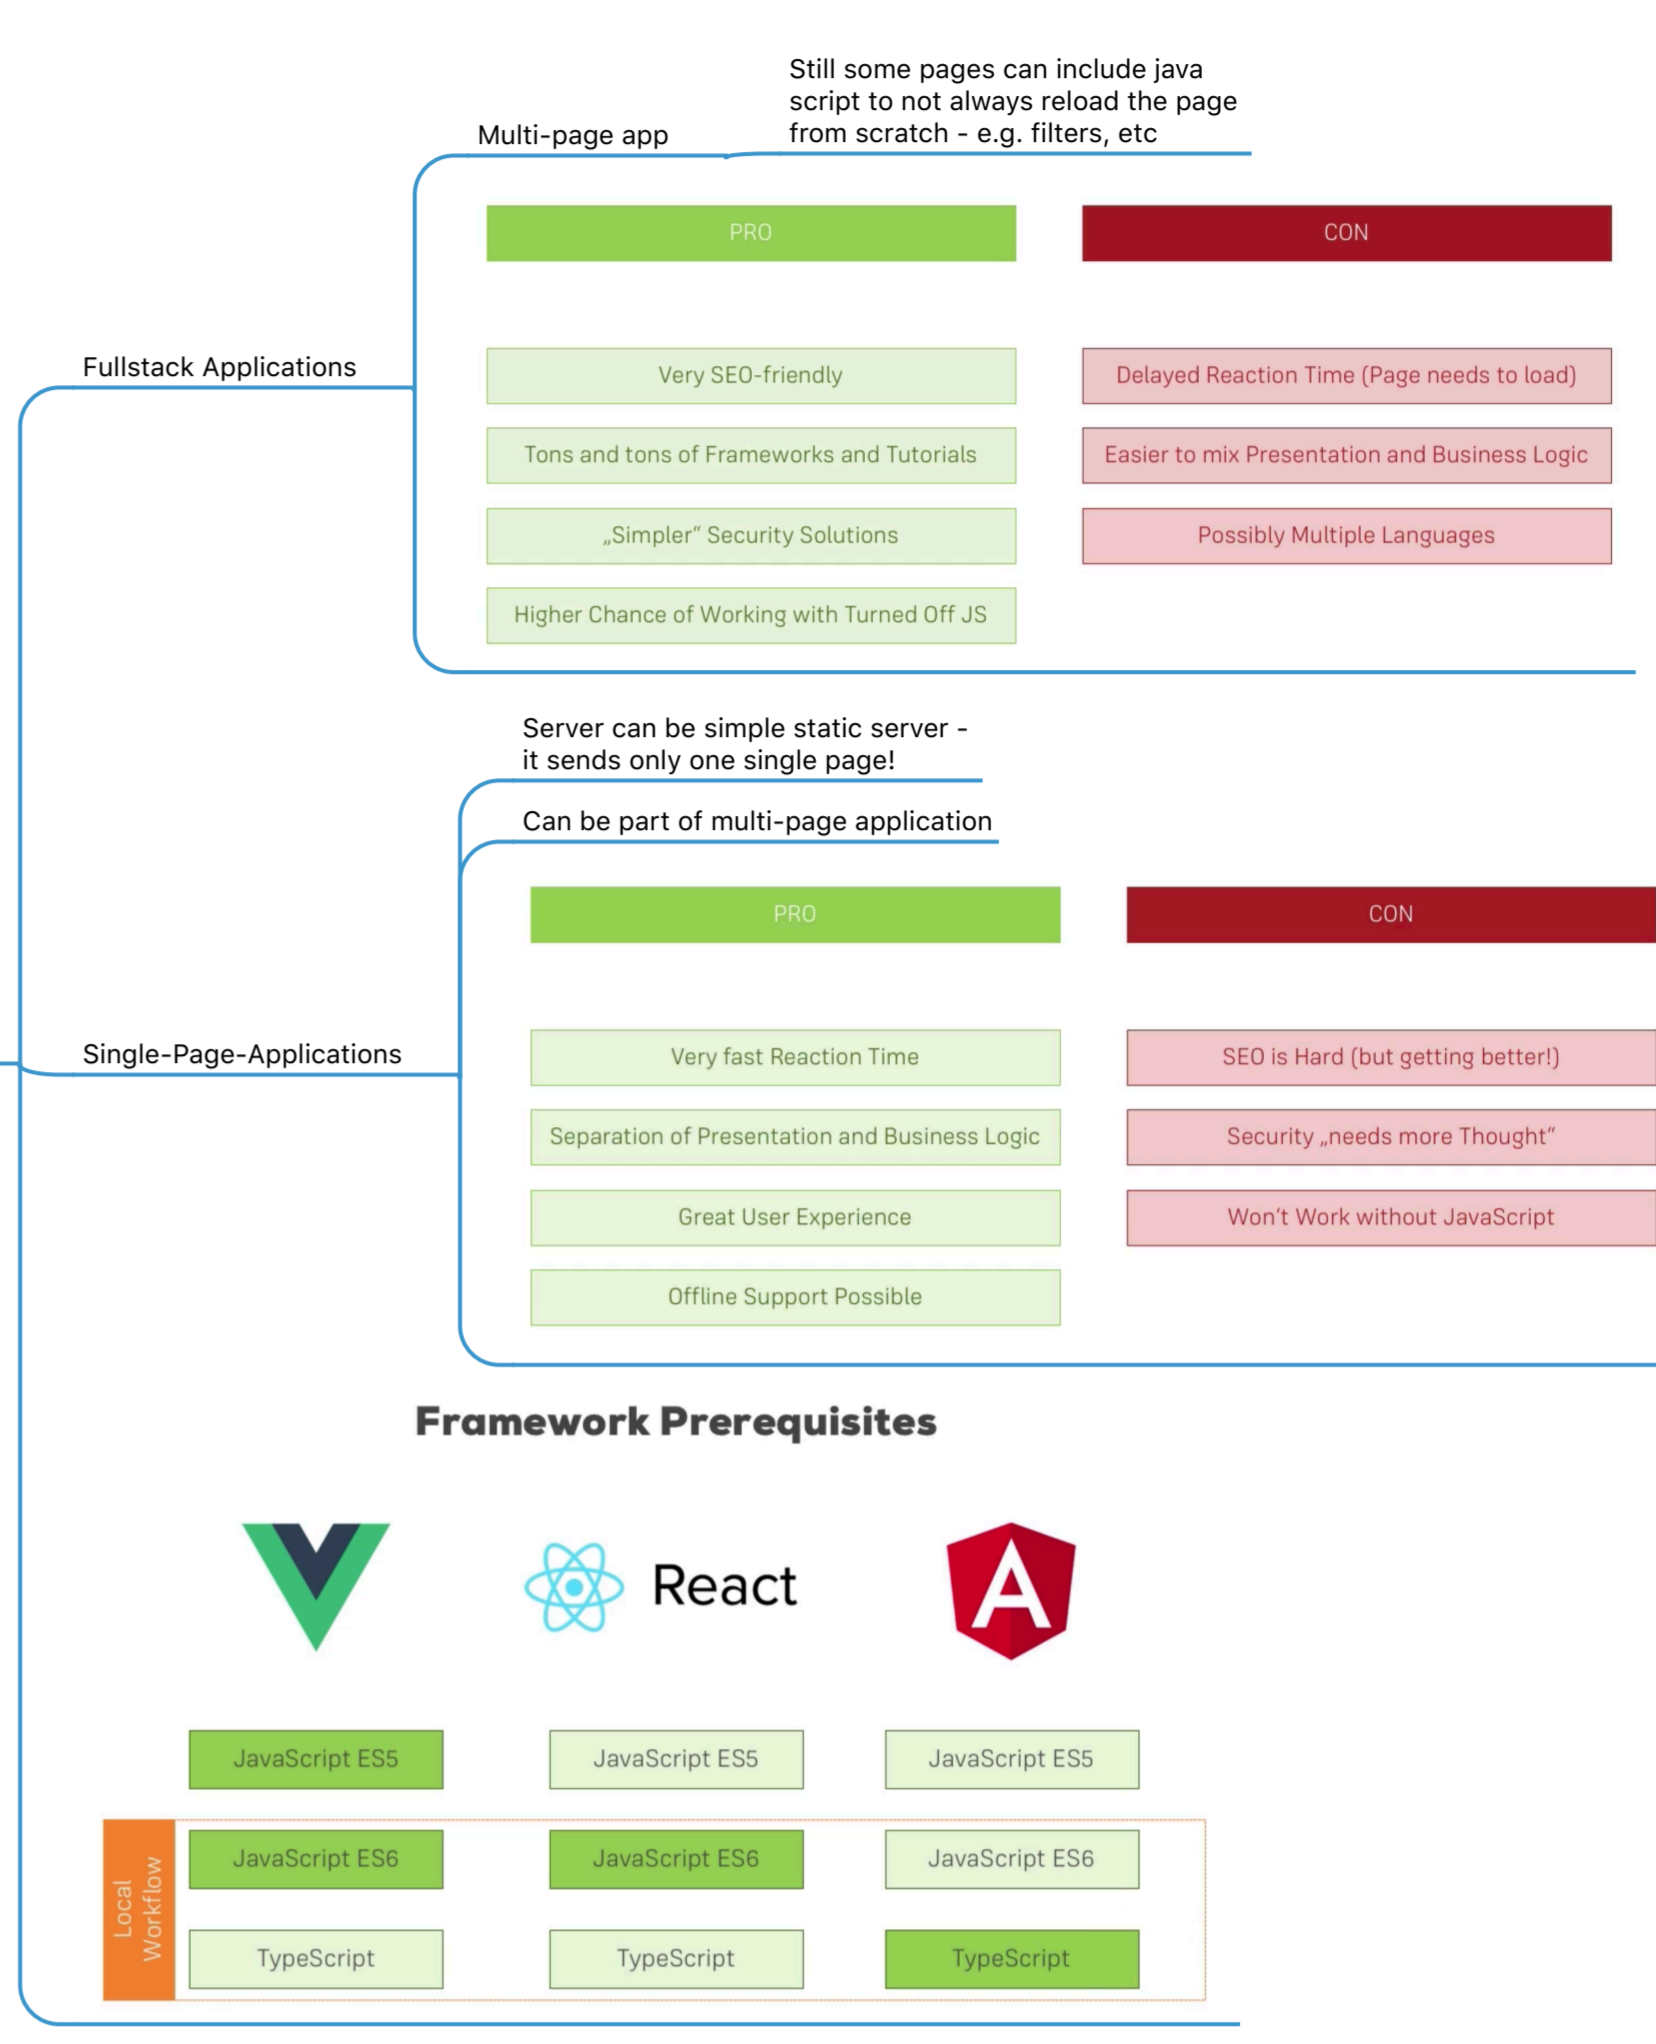 Still some pages can include java
script to not always reload the page
from scratch - e.g. filters, etc
Multi-page app
PRO
CON
Fullstack Applications
Very SEO-friendly
Delayed Reaction Time (Page needs to load)
Tons and tons of Frameworks and Tutorials
Easier to mix Presentation and Business Logic
„Simpler“ Security Solutions
Possibly Multiple Languages
Higher Chance of Working with Turned Off JS
Server can be simple static server -
it sends only one single page!
Can be part of multi-page application
PRO
CON
Single-Page-Applications
Very fast Reaction Time
SEO is Hard (but getting better!)
Separation of Presentation and Business Logic
Security „needs more Thought“
Great User Experience
Won't Work without JavaScript
Offline Support Possible
Framework Prerequisites
React
JavaScript ES5
JavaScript ES5
JavaScript ES5
Local
Workflow
JavaScript ES6
JavaScript ES6
JavaScript ES6
TypeScript
TypeScript
TypeScript